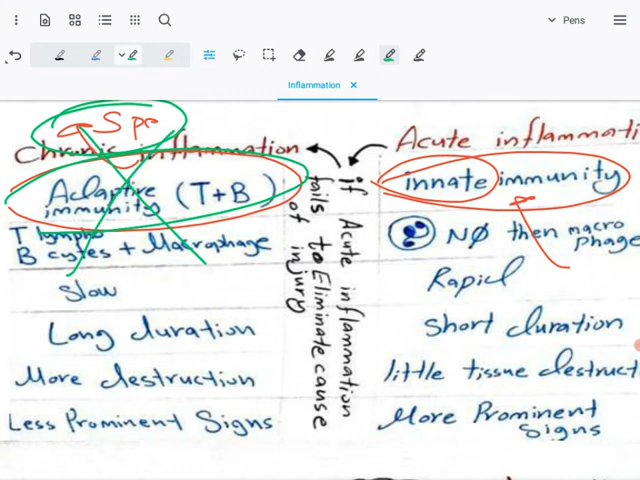 Pens
Inflammation
Spe
Chronic inflammation
Acute inflammati
Adaptive immunity (T+B)
innate immunity
T lympho
B cytes + Macrophage
NØ then macro
phage
Slow
Rapid
Long duration
Short duration
More destruction
little tissue destruct
Less Prominent Signs
More Prominent
Signs
if Acute inflammation
fails to Eliminate cause
of injury